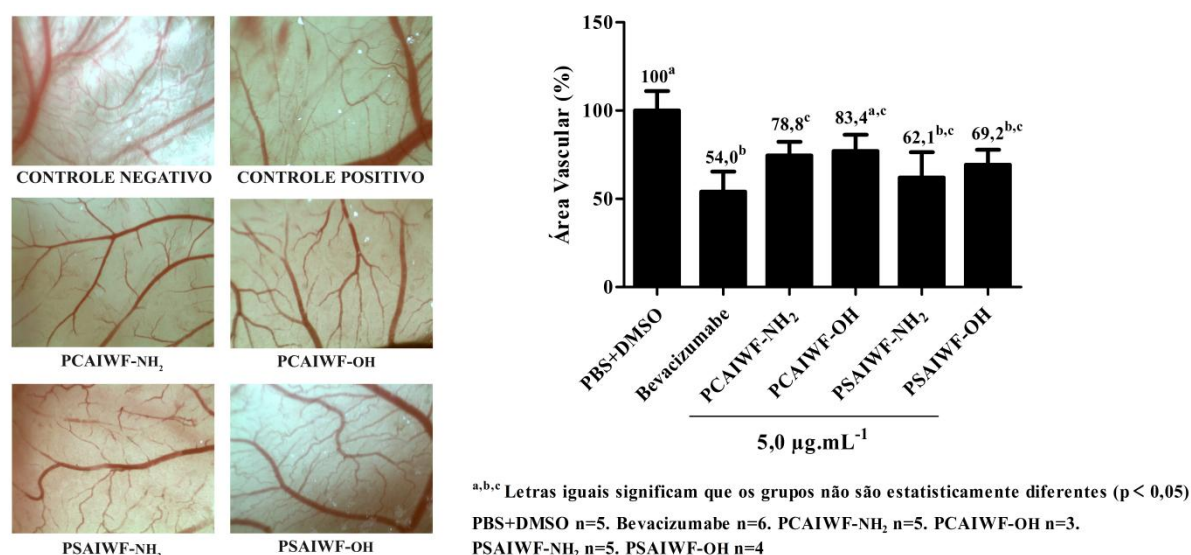 CONTROLE NEGATIVO
CONTROLE POSITIVO
PCAIWF-NH₂
PCAIWF-OH
PSAIWF-NH₂
PSAIWF-OH
Área Vascular (%)
150
100
50
0
100ᵃ
54,0ᵇ
78,8ᶜ
83,4ᵃ,ᶜ
62,1ᵇ,ᶜ
69,2ᵇ,ᶜ
PBS+DMSO
Bevacizumabe
PCAIWF-NH₂
PCAIWF-OH
PSAIWF-NH₂
PSAIWF-OH
5,0 µg.mL⁻¹
ᵃ,ᵇ,ᶜ Letras iguais significam que os grupos não são estatisticamente diferentes (p < 0,05)
PBS+DMSO n=5. Bevacizumabe n=6. PCAIWF-NH₂ n=5. PCAIWF-OH n=3.
PSAIWF-NH₂ n=5. PSAIWF-OH n=4